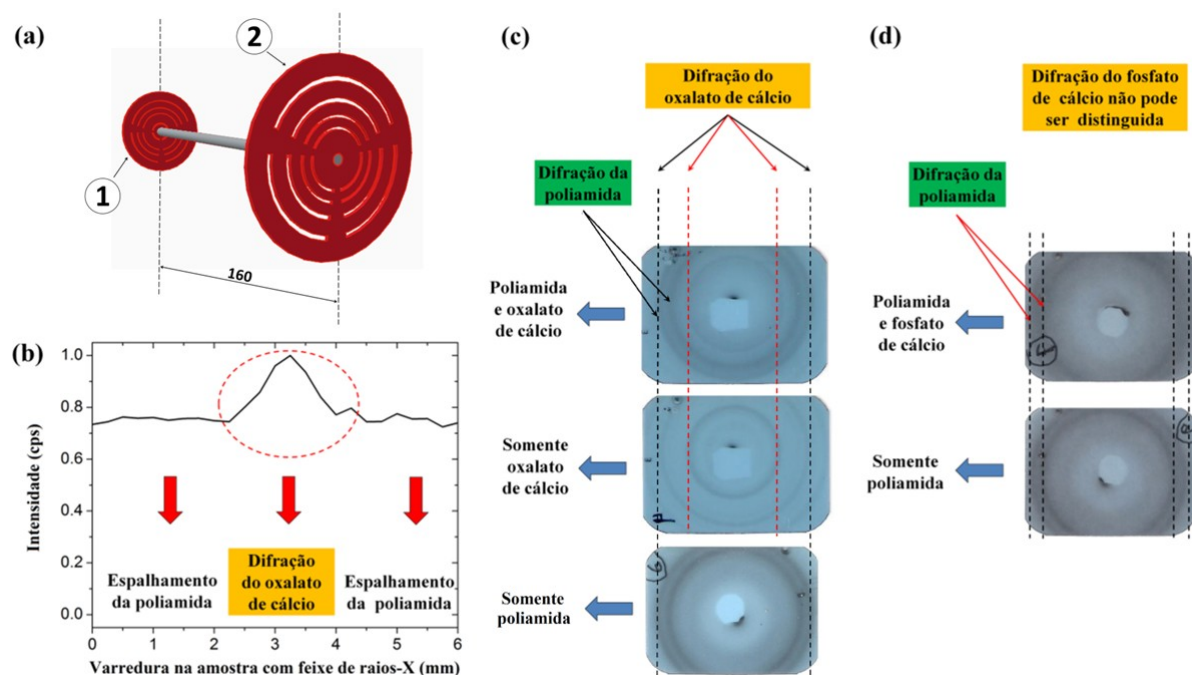 (a)
2
1
160
(b)
1.0
0.8
0.6
0.4
0.2
0.0
Intensidade (cps)
Espalhamento
da poliamida
Difração
do oxalato
de cálcio
Espalhamento
da poliamida
0 1 2 3 4 5 6
Varredura na amostra com feixe de raios-X (mm)
(c)
Difração do
oxalato de cálcio
Difração da
poliamida
Poliamida
e oxalato
de cálcio
Somente
oxalato
de cálcio
Somente
poliamida
(d)
Difração do fosfato
de cálcio não pode
ser distinguida
Difração da
poliamida
Poliamida
e fosfato
de cálcio
Somente
poliamida